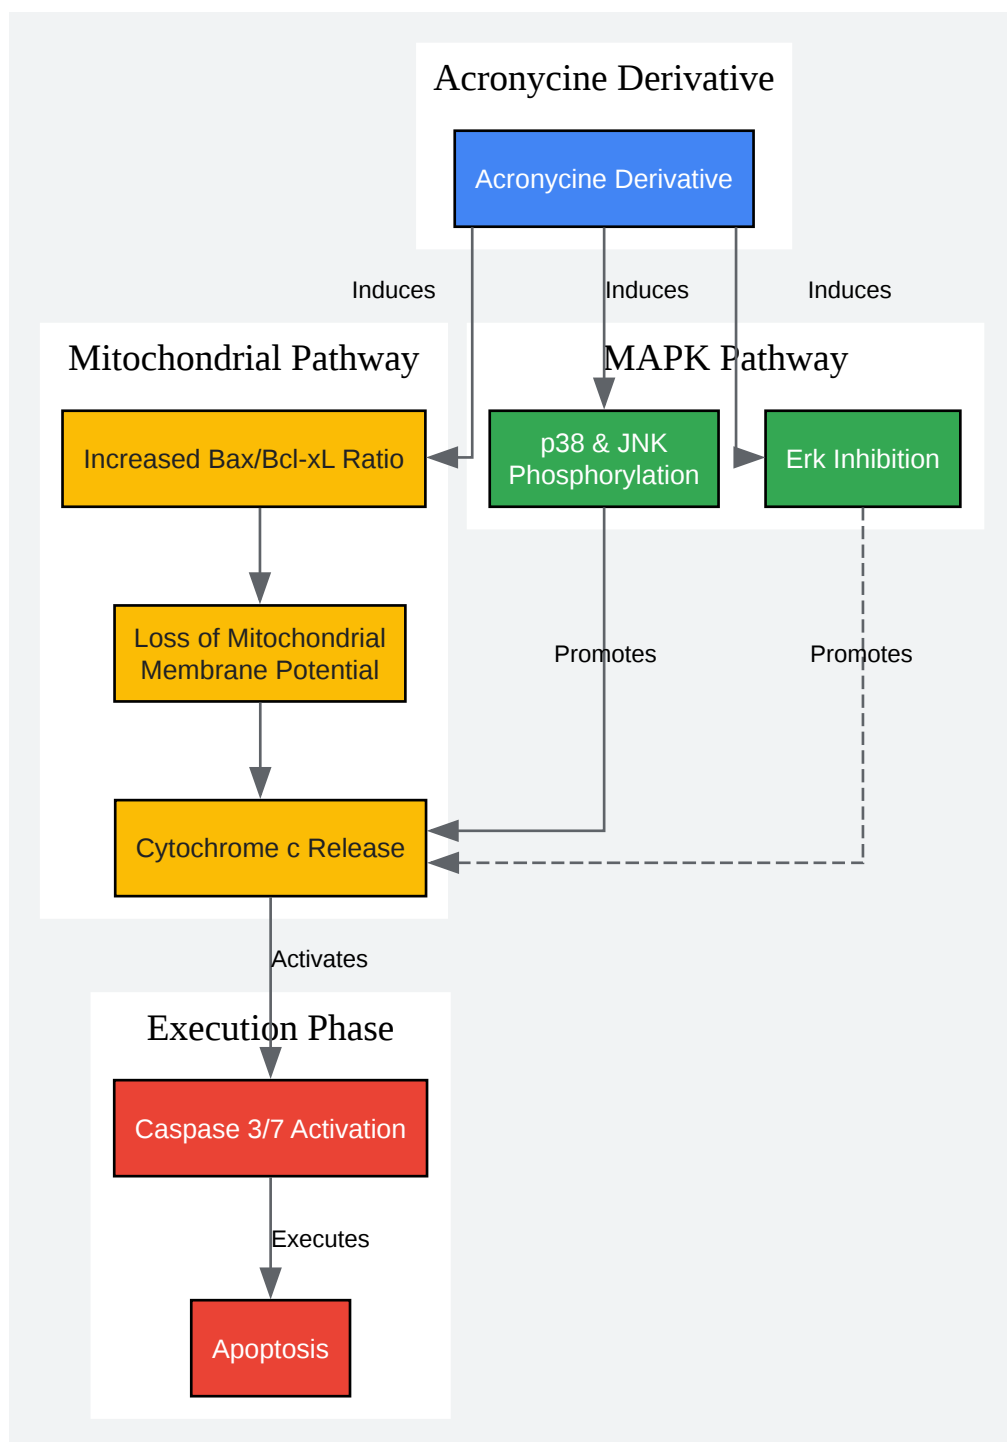 Acronycine Derivative
Acronycine Derivative
Induces
Induces
Induces
Mitochondrial Pathway
MAPK Pathway
Increased Bax/Bcl-xL Ratio
p38 & JNK
Phosphorylation
Erk Inhibition
Loss of Mitochondrial
Membrane Potential
Promotes
Promotes
Cytochrome c Release
Activates
Execution Phase
Caspase 3/7 Activation
Executes
Apoptosis